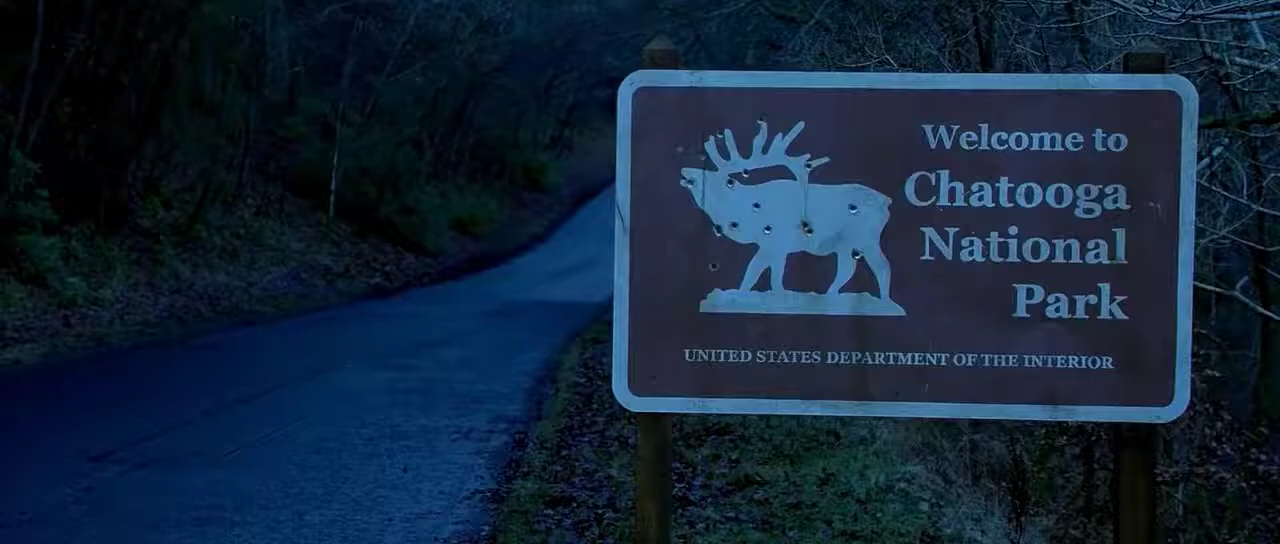 Welcome to
Chatooga
National
Park
UNITED STATES DEPARTMENT OF THE INTERIOR